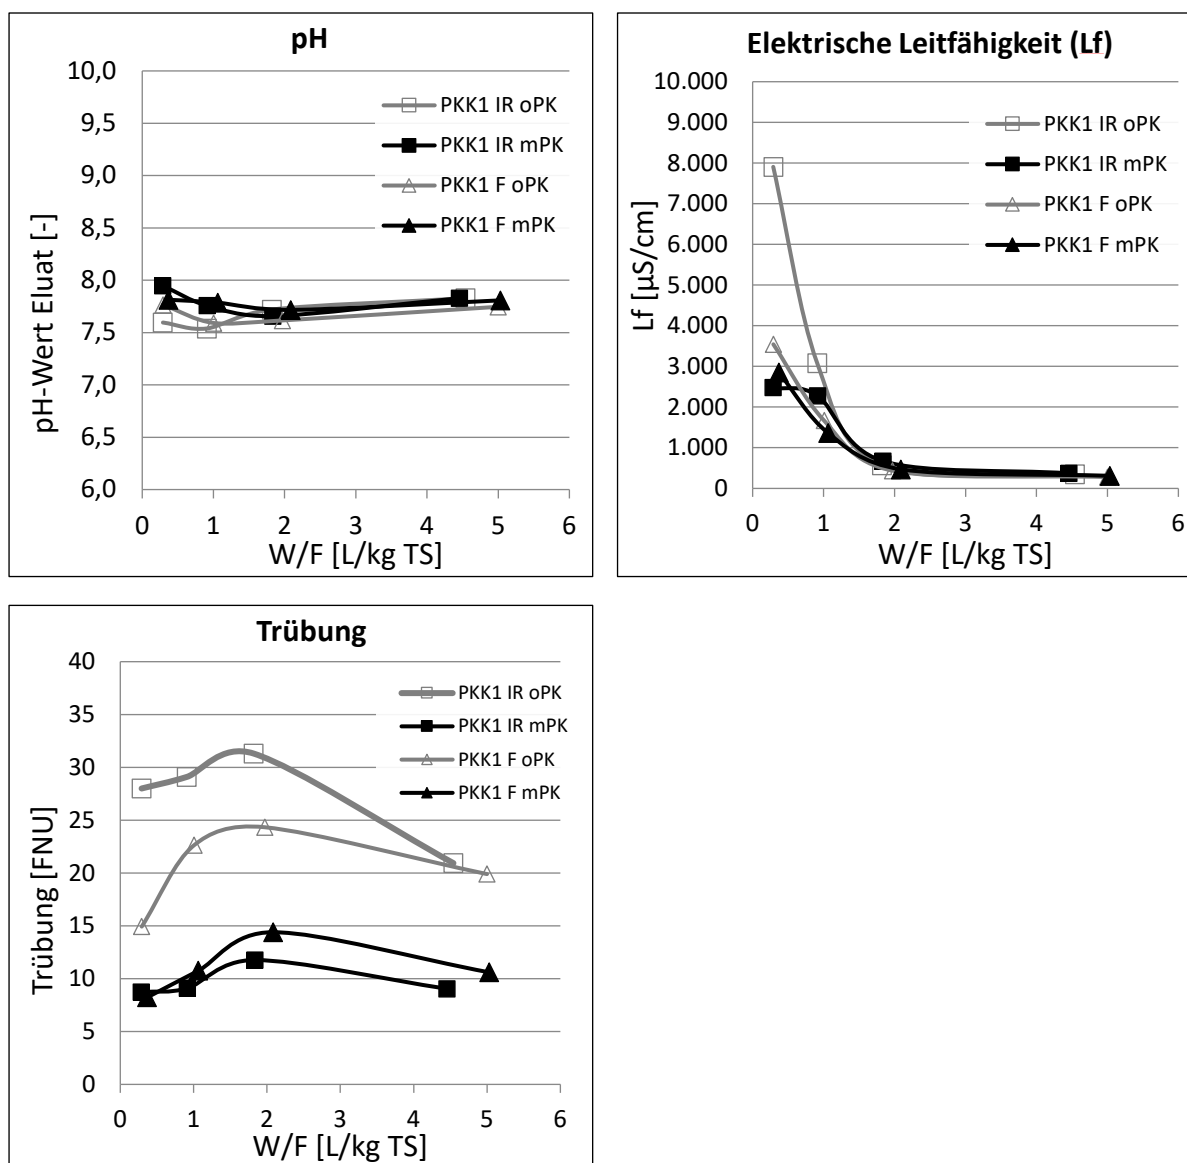 pH
10,0
9,5
9,0
8,5
8,0
7,5
7,0
6,5
6,0
pH-Wert Eluat [-]
PKK1 IR oPK
PKK1 IR mPK
PKK1 F oPK
PKK1 F mPK
0 1 2 3 4 5 6
W/F [L/kg TS]
Elektrische Leitfähigkeit (Lf)
10.000
9.000
8.000
7.000
6.000
5.000
4.000
3.000
2.000
1.000
0
Lf [µS/cm]
PKK1 IR oPK
PKK1 IR mPK
PKK1 F oPK
PKK1 F mPK
0 1 2 3 4 5 6
W/F [L/kg TS]
Trübung
40
35
30
25
20
15
10
5
0
Trübung [FNU]
PKK1 IR oPK
PKK1 IR mPK
PKK1 F oPK
PKK1 F mPK
0 1 2 3 4 5 6
W/F [L/kg TS]